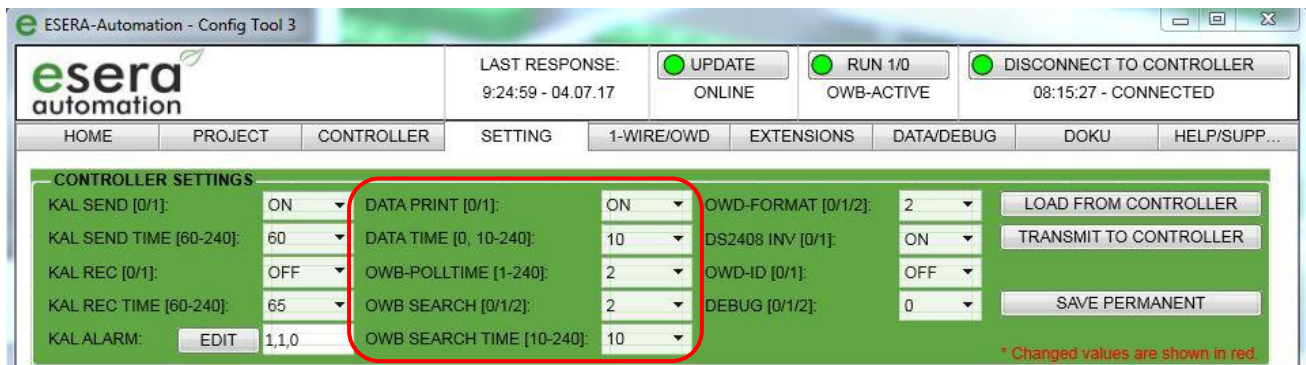 ESERA-Automation - Config Tool 3
esera
automation
LAST RESPONSE:
9:24:59 - 04.07.17
UPDATE
ONLINE
RUN 1/0
OWB-ACTIVE
DISCONNECT TO CONTROLLER
08:15:27 - CONNECTED
HOME PROJECT CONTROLLER SETTING 1-WIRE/OWD EXTENSIONS DATA/DEBUG DOKU HELP/SUPP...
CONTROLLER SETTINGS
KAL SEND [0/1]: ON DATA PRINT [0/1]: ON OWD-FORMAT [0/1/2]: 2 LOAD FROM CONTROLLER
KAL SEND TIME [60-240]: 60 DATA TIME [0, 10-240]: 10 DS2408 INV [0/1]: ON TRANSMIT TO CONTROLLER
KAL REC [0/1]: OFF OWB-POLLTIME [1-240]: 2 OWD-ID [0/1]: OFF
KAL REC TIME [60-240]: 65 OWB SEARCH [0/1/2]: 2 DEBUG [0/1/2]: 0 SAVE PERMANENT
KAL ALARM: EDIT 1,1,0 OWB SEARCH TIME [10-240]: 10
* Changed values are shown in red.